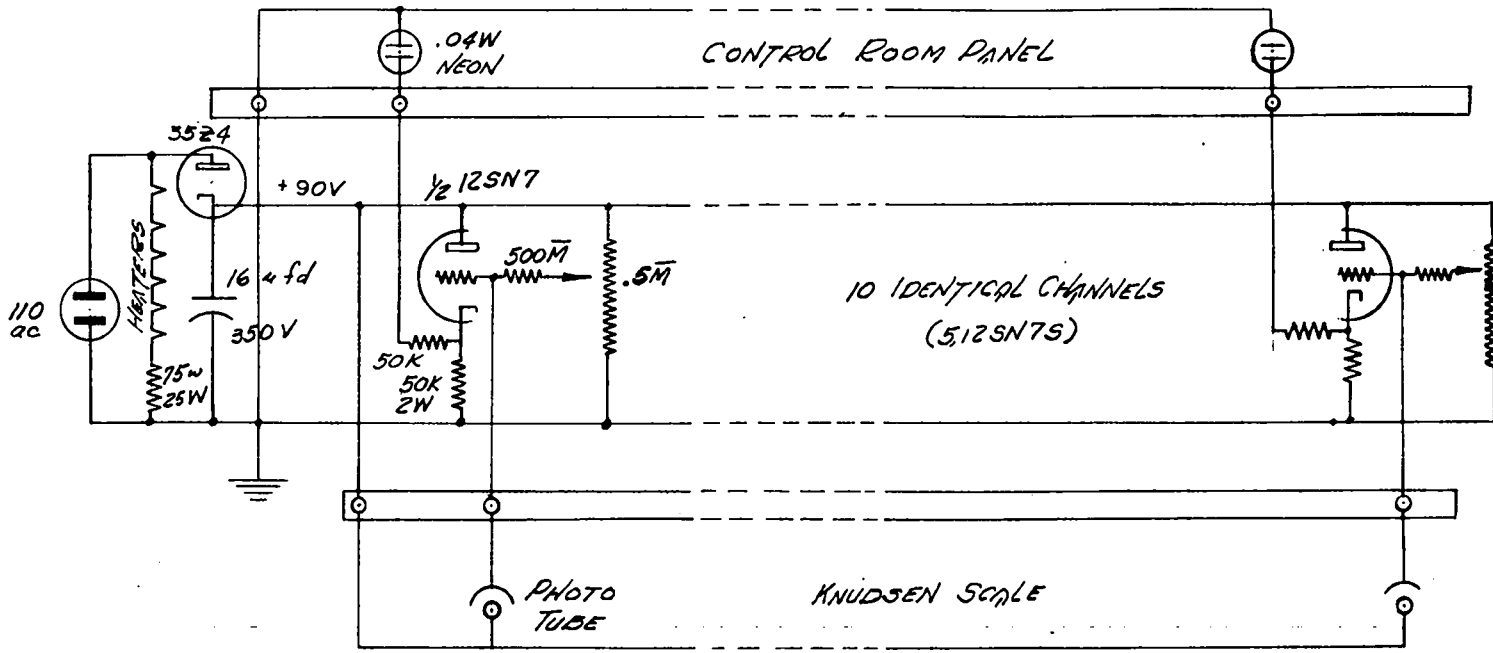 .04W
NEON
CONTROL ROOM PANEL
35Z4
+90V
1/2 12SN7
HEATERS
16 µfd
350V
500M̅
.5M̅
10 IDENTICAL CHANNELS
(5,12SN7S)
110
ac
75ω
25W
50K
50K
2W
PHOTO
TUBE
KNUDSEN SCALE